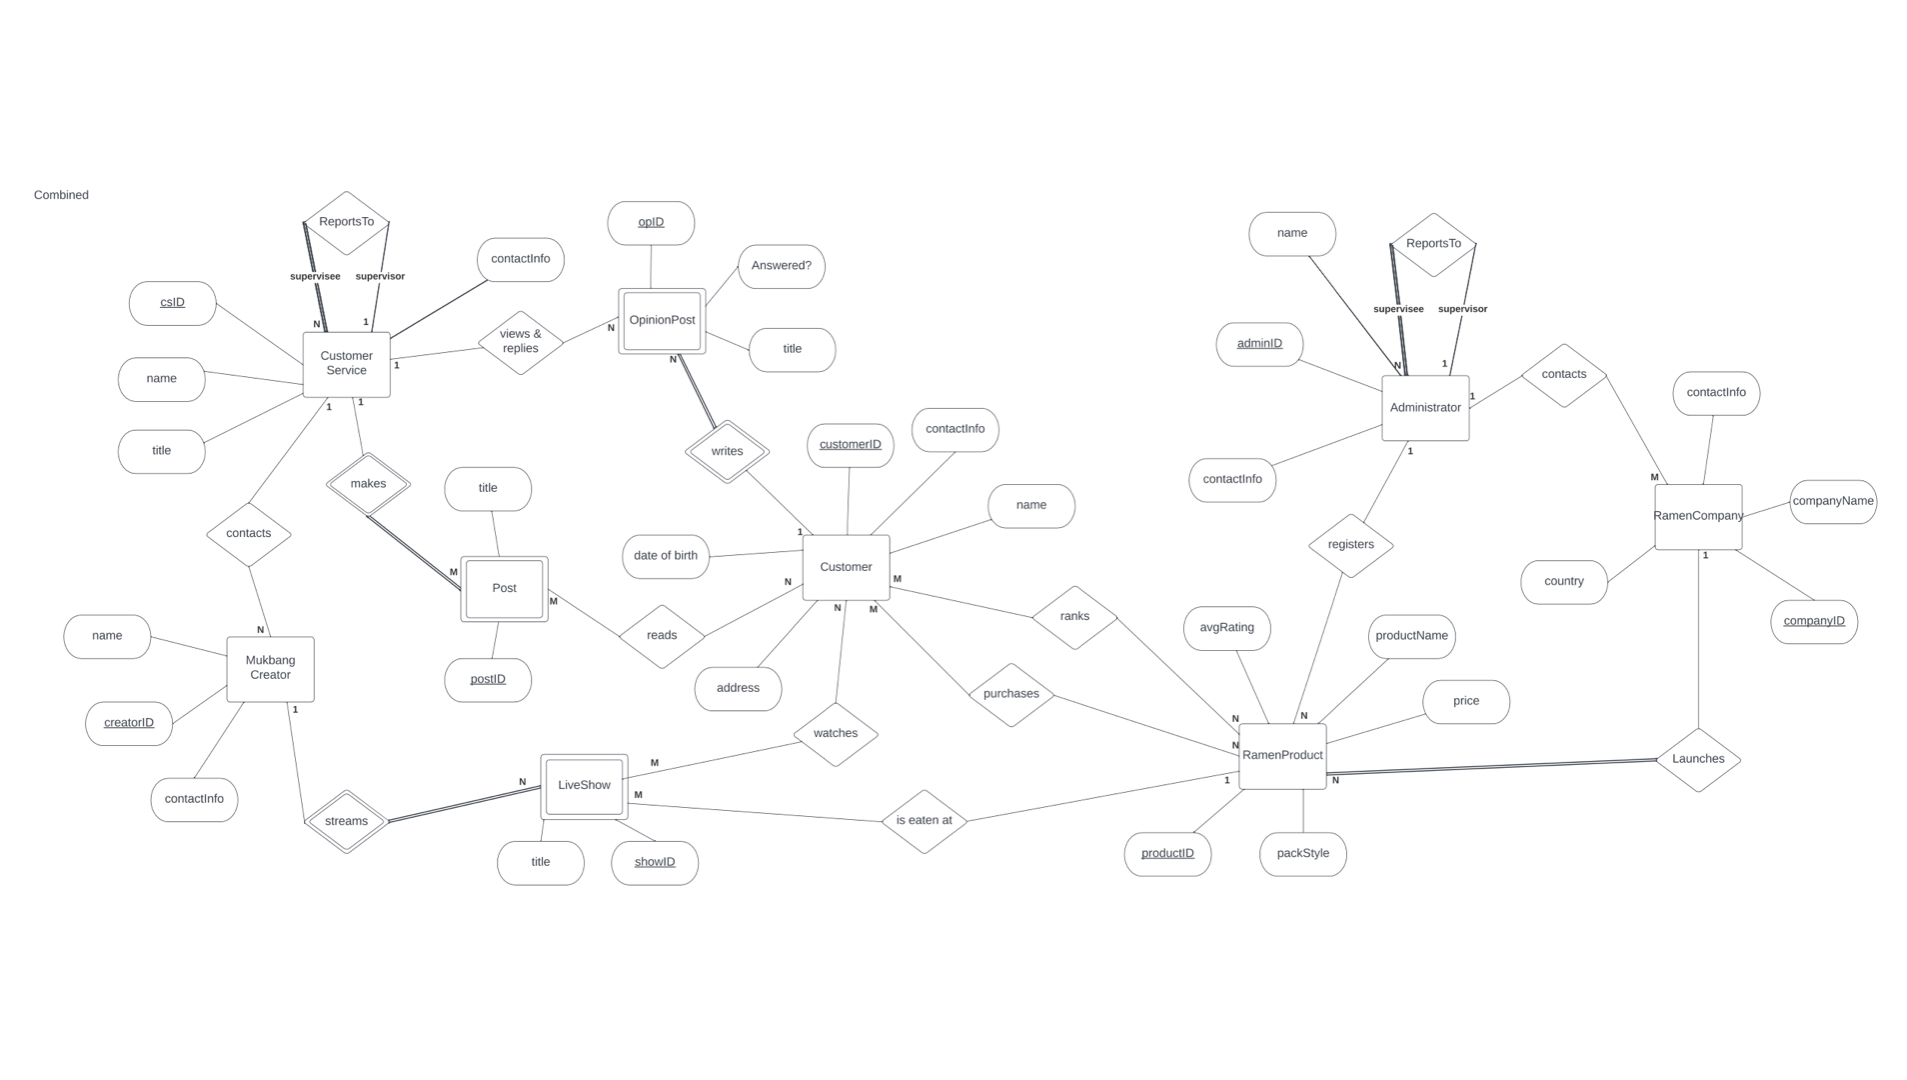 Combined
ReportsTo
opID
name
ReportsTo
contactInfo
Answered?
supervisee
supervisor
csID
supervisee
supervisor
N
1
OpinionPost
N
views &
replies
adminID
title
Customer
Service
1
N
N
1
contacts
name
1
contactInfo
Administrator
1
1
contactInfo
customerID
title
writes
1
contactInfo
M
makes
title
companyName
name
RamenCompany
contacts
1
registers
date of birth
1
Customer
M
N
M
country
Post
M
N
M
ranks
companyID
N
name
reads
avgRating
productName
Mukbang
Creator
postID
address
purchases
price
1
creatorID
N
N
watches
N
RamenProduct
Launches
M
N
LiveShow
M
1
N
contactInfo
streams
is eaten at
title
showID
productID
packStyle